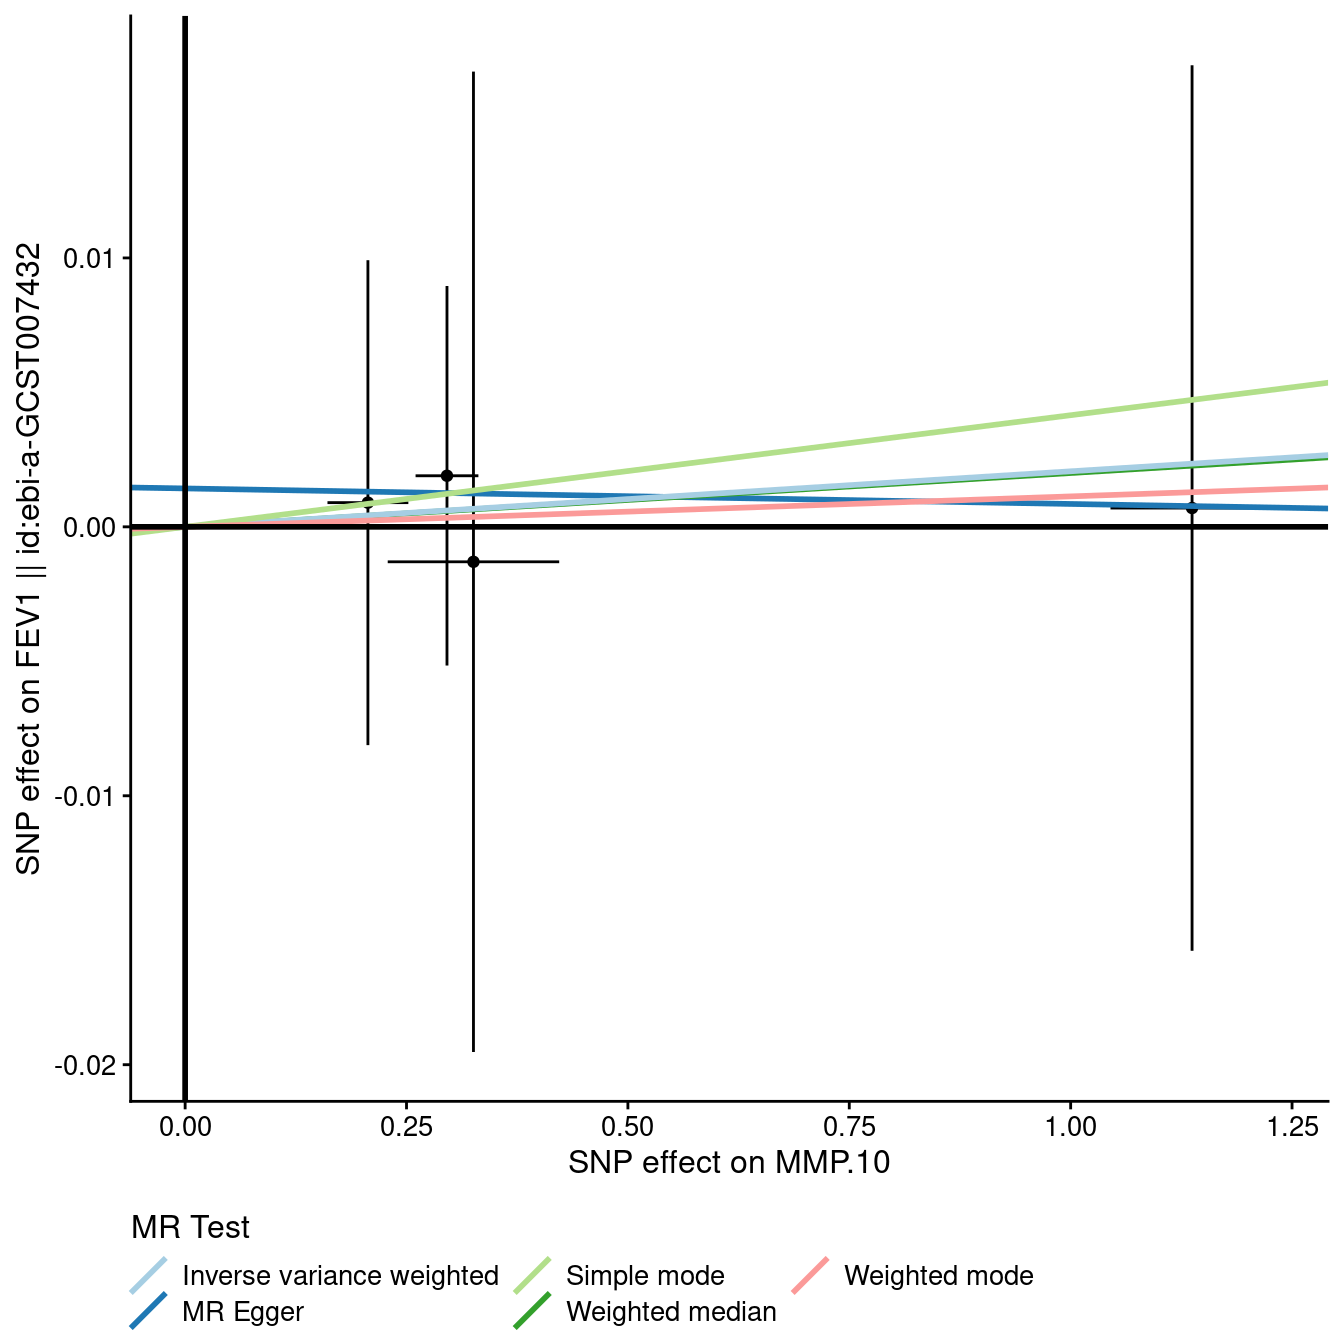 SNP effect on FEV1 || id:ebi-a-GCST007432
0.01
0.00
-0.01
-0.02
0.00 0.25 0.50 0.75 1.00 1.25
SNP effect on MMP.10
MR Test
Inverse variance weighted Simple mode Weighted mode
MR Egger Weighted median